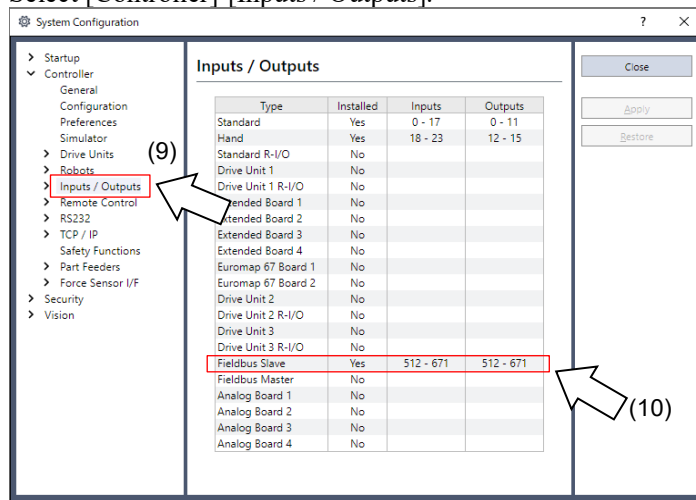 Select [Controller]-[Inputs / Outputs].
System Configuration ? ×
Startup
Controller
General
Configuration
Preferences
Simulator
Drive Units
Robots
Inputs / Outputs
Remote Control
RS232
TCP / IP
Safety Functions
Part Feeders
Force Sensor I/F
Security
Vision
(9)
Inputs / Outputs
Type Installed Inputs Outputs
Standard Yes 0 - 17 0 - 11
Hand Yes 18 - 23 12 - 15
Standard R-I/O No
Drive Unit 1 No
Drive Unit 1 R-I/O No
Extended Board 1 No
Extended Board 2 No
Extended Board 3 No
Extended Board 4 No
Euromap 67 Board 1 No
Euromap 67 Board 2 No
Drive Unit 2 No
Drive Unit 2 R-I/O No
Drive Unit 3 No
Drive Unit 3 R-I/O No
Fieldbus Slave Yes 512 - 671 512 - 671
Fieldbus Master No
Analog Board 1 No
Analog Board 2 No
Analog Board 3 No
Analog Board 4 No
(10)
Close
Apply
Restore